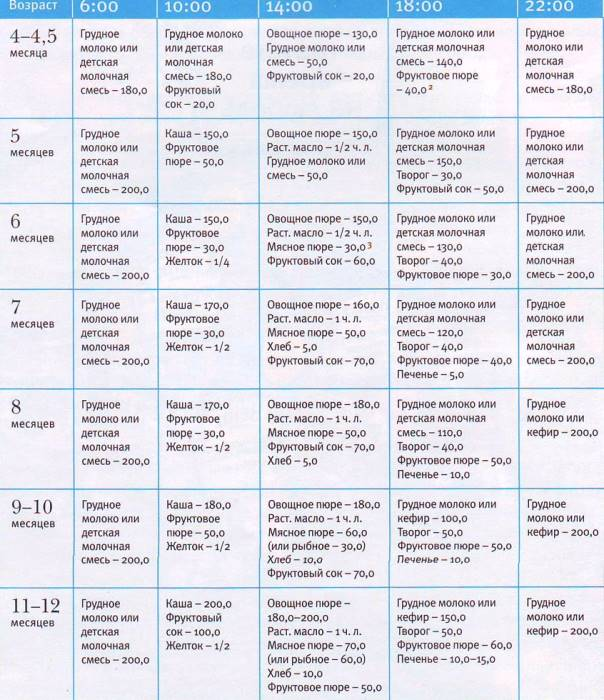 Возраст 6:00 10:00 14:00 18:00 22:00
4–4,5
месяца
Грудное
молоко или
детская
молочная
смесь – 180,0
Грудное молоко
или детская
молочная
смесь – 180,0
Фруктовый
сок – 20,0
Овощное пюре – 130,0
Грудное молоко или
смесь – 50,0
Фруктовый сок – 20,0
Грудное молоко или
детская молочная
смесь – 140,0
Фруктовое пюре
– 40,0²
Грудное
молоко или
детская
молочная
смесь – 180,0
5
месяцев
Грудное
молоко или
детская
молочная
смесь – 200,0
Каша – 150,0
Фруктовое
пюре – 50,0
Овощное пюре – 150,0
Раст. масло – 1/2 ч. л.
Грудное молоко или
смесь – 50,0
Грудное молоко или
детская молочная
смесь – 150,0
Творог – 30,0
Фруктовый сок – 50,0
Грудное
молоко или
детская
молочная
смесь – 200,0
6
месяцев
Грудное
молоко или
детская
молочная
смесь – 200,0
Каша – 150,0
Фруктовое
пюре – 30,0
Желток – 1/4
Овощное пюре – 150,0
Раст. масло – 1/2 ч. л.
Мясное пюре – 30,0³
Фруктовый сок – 60,0
Грудное молоко или
детская молочная
смесь – 130,0
Творог – 40,0
Фруктовое пюре – 30,0
Грудное
молоко или.
детская
молочная
смесь – 200,0
7
месяцев
Грудное
молоко или
детская
молочная
смесь – 200,0
Каша – 170,0
Фруктовое
пюре – 30,0
Желток – 1/2
Овощное пюре – 160,0
Раст. масло – 1 ч. л.
Мясное пюре – 50,0
Хлеб – 5,0
Фруктовый сок – 70,0
Грудное молоко или
детская молочная
смесь – 120,0
Творог – 40,0
Фруктовое пюре – 40,0
Печенье – 5,0
Грудное
молоко или
детская
молочная
смесь – 200,0
8
месяцев
Грудное
молоко или
детская
молочная
смесь – 200,0
Каша – 170,0
Фруктовое
пюре – 30,0
Желток – 1/2
Овощное пюре – 180,0
Раст. масло – 1 ч. л.
Мясное пюре – 50,0
Фруктовый сок – 70,0
Хлеб – 5,0
Грудное молоко или
детская молочная
смесь – 110,0
Творог – 40,0
Фруктовое пюре – 50,0
Печенье – 10,0
Грудное
молоко или
кефир – 200,0
9–10
месяцев
Грудное
молоко или
детская
молочная
смесь – 200,0
Каша – 180,0
Фруктовое
пюре – 50,0
Желток – 1/2
Овощное пюре – 180,0
Раст. масло – 1 ч. л.
Мясное пюре – 60,0
(или рыбное – 30,0)
Хлеб – 10,0
Фруктовый сок – 70,0
Грудное молоко или
кефир – 100,0
Творог – 50,0
Фруктовое пюре – 50,0
Печенье – 10,0
Грудное
молоко или
кефир – 200,0
11–12
месяцев
Грудное
молоко или
детская
молочная
смесь – 200,0
Каша – 200,0
Фруктовый
сок – 100,0
Желток – 1/2
Овощное пюре –
180,0–200,0
Раст. масло – 1 ч. л.
Мясное пюре – 70,0
(или рыбное – 60,0)
Хлеб – 10,0
Фруктовое пюре – 50,0
Грудное молоко или
кефир – 150,0
Творог – 50,0
Фруктовое пюре – 60,0
Печенье – 10,0–15,0
Грудное
молоко или
кефир – 200,0